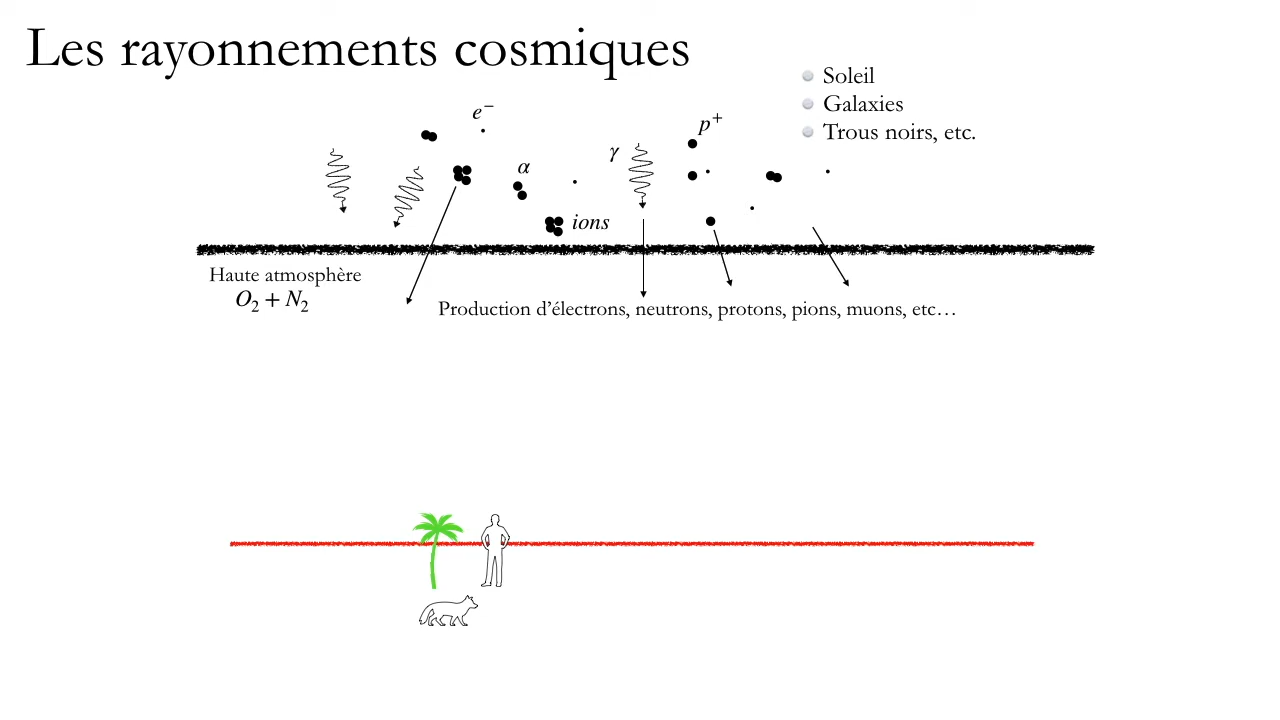 Les rayonnements cosmiques
Soleil
Galaxies
Trous noirs, etc.
e⁻
p⁺
α
γ
ions
Haute atmosphère
O₂ + N₂
Production d’électrons, neutrons, protons, pions, muons, etc…